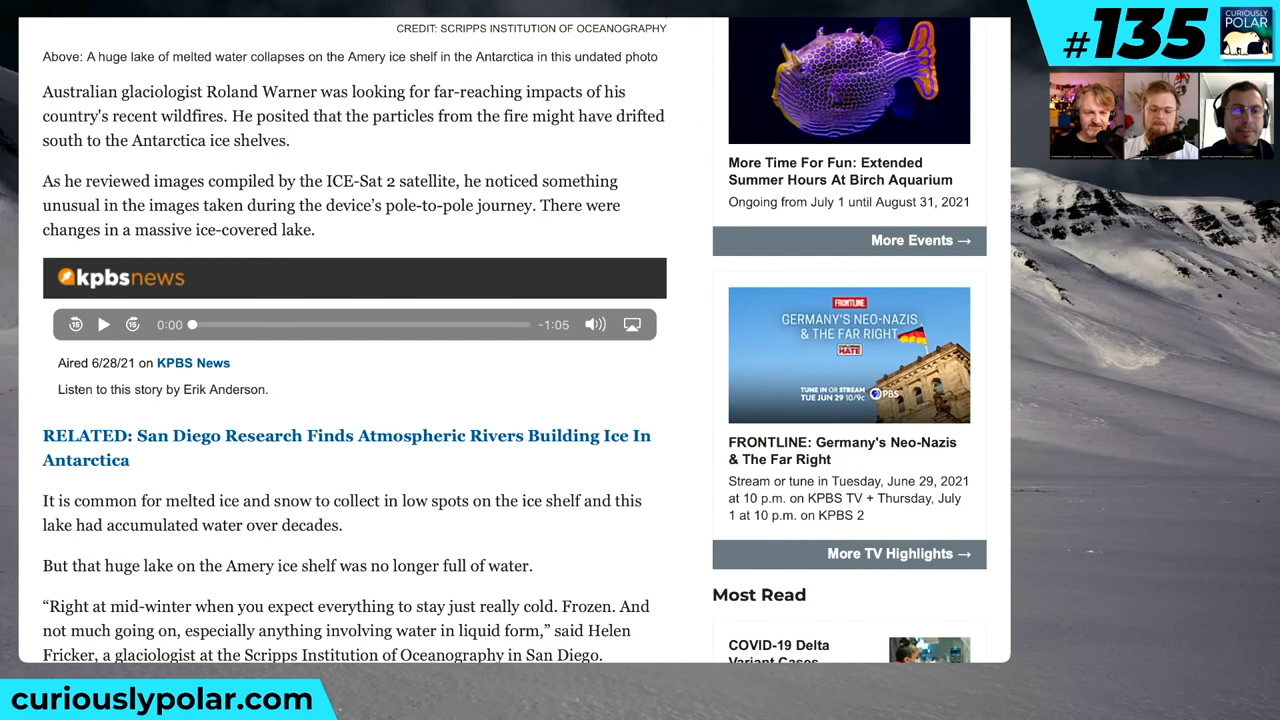 CREDIT: SCRIPPS INSTITUTION OF OCEANOGRAPHY
Above: A huge lake of melted water collapses on the Amery ice shelf in the Antarctica in this undated photo
Australian glaciologist Roland Warner was looking for far-reaching impacts of his
country's recent wildfires. He posited that the particles from the fire might have drifted
south to the Antarctica ice shelves.
As he reviewed images compiled by the ICE-Sat 2 satellite, he noticed something
unusual in the images taken during the device’s pole-to-pole journey. There were
changes in a massive ice-covered lake.
kpbsnews
15
15
0:00
-1:05
Aired 6/28/21 on KPBS News
Listen to this story by Erik Anderson.
RELATED: San Diego Research Finds Atmospheric Rivers Building Ice In
Antarctica
It is common for melted ice and snow to collect in low spots on the ice shelf and this
lake had accumulated water over decades.
But that huge lake on the Amery ice shelf was no longer full of water.
“Right at mid-winter when you expect everything to stay just really cold. Frozen. And
not much going on, especially anything involving water in liquid form,” said Helen
Fricker, a glaciologist at the Scripps Institution of Oceanography in San Diego.
More Time For Fun: Extended
Summer Hours At Birch Aquarium
Ongoing from July 1 until August 31, 2021
More Events →
FRONTLINE
GERMANY'S NEO-NAZIS
& THE FAR RIGHT
EXPLORING
HATE
TUNE IN OR STREAM
TUE JUN 29 10/9c
PBS
FRONTLINE: Germany's Neo-Nazis
& The Far Right
Stream or tune in Tuesday, June 29, 2021
at 10 p.m. on KPBS TV + Thursday, July
1 at 10 p.m. on KPBS 2
More TV Highlights →
Most Read
COVID-19 Delta
Variant Cases
#135
CURIOUSLY
POLAR
curiouslypolar.com